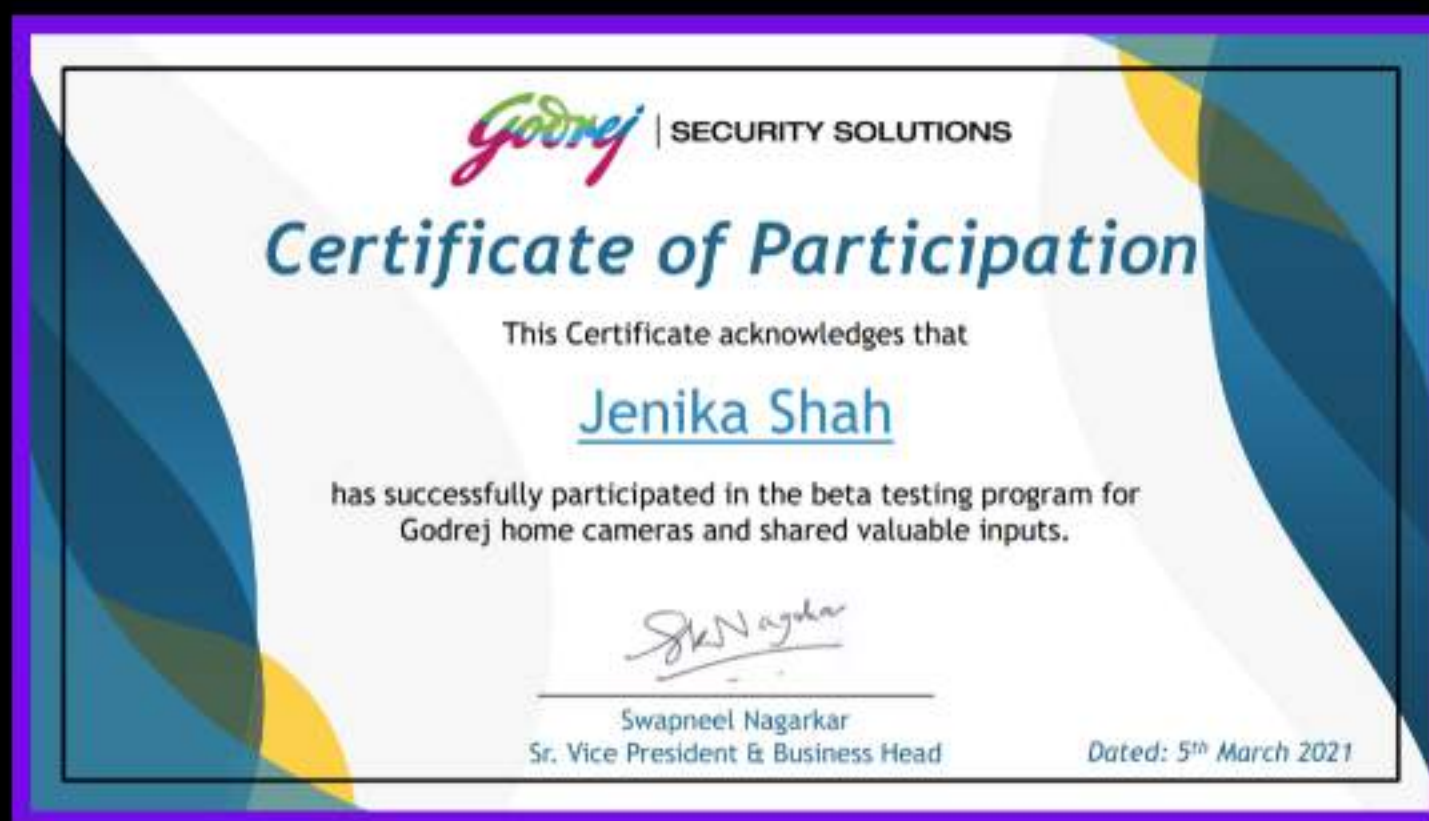 Godrej | SECURITY SOLUTIONS
Certificate of Participation
This Certificate acknowledges that
Jenika Shah
has successfully participated in the beta testing program for
Godrej home cameras and shared valuable inputs.
SkNagarkar
Swapneel Nagarkar
Sr. Vice President & Business Head
Dated: 5th March 2021